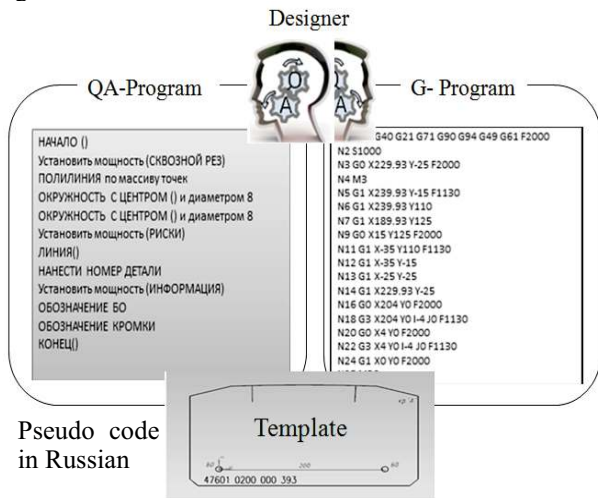 Designer
QA-Program
G- Program
O
A
A
НАЧАЛО ()
Установить мощность (СКВОЗНОЙ РЕЗ)
ПОЛИЛИНИЯ по массиву точек
ОКРУЖНОСТЬ С ЦЕНТРОМ () и диаметром 8
ОКРУЖНОСТЬ С ЦЕНТРОМ () и диаметром 8
Установить мощность (РИСКИ)
ЛИНИЯ()
НАНЕСТИ НОМЕР ДЕТАЛИ
Установить мощность (ИНФОРМАЦИЯ)
ОБОЗНАЧЕНИЕ БО
ОБОЗНАЧЕНИЕ КРОМКИ
КОНЕЦ()
G40 G21 G71 G90 G94 G49 G61 F2000
N2 S1000
N3 G0 X229.93 Y-25 F2000
N4 M3
N5 G1 X239.93 Y-15 F1130
N6 G1 X239.93 Y110
N7 G1 X189.93 Y125
N9 G0 X15 Y125 F2000
N11 G1 X-35 Y110 F1130
N12 G1 X-35 Y-15
N13 G1 X-25 Y-25
N14 G1 X229.93 Y-25
N16 G0 X204 Y0 F2000
N18 G3 X204 Y0 I-4 J0 F1130
N20 G0 X4 Y0 F2000
N22 G3 X4 Y0 I-4 J0 F1130
N24 G1 X0 Y0 F2000
Pseudo code
in Russian
Template
60
200
60
47601 0200 000 393